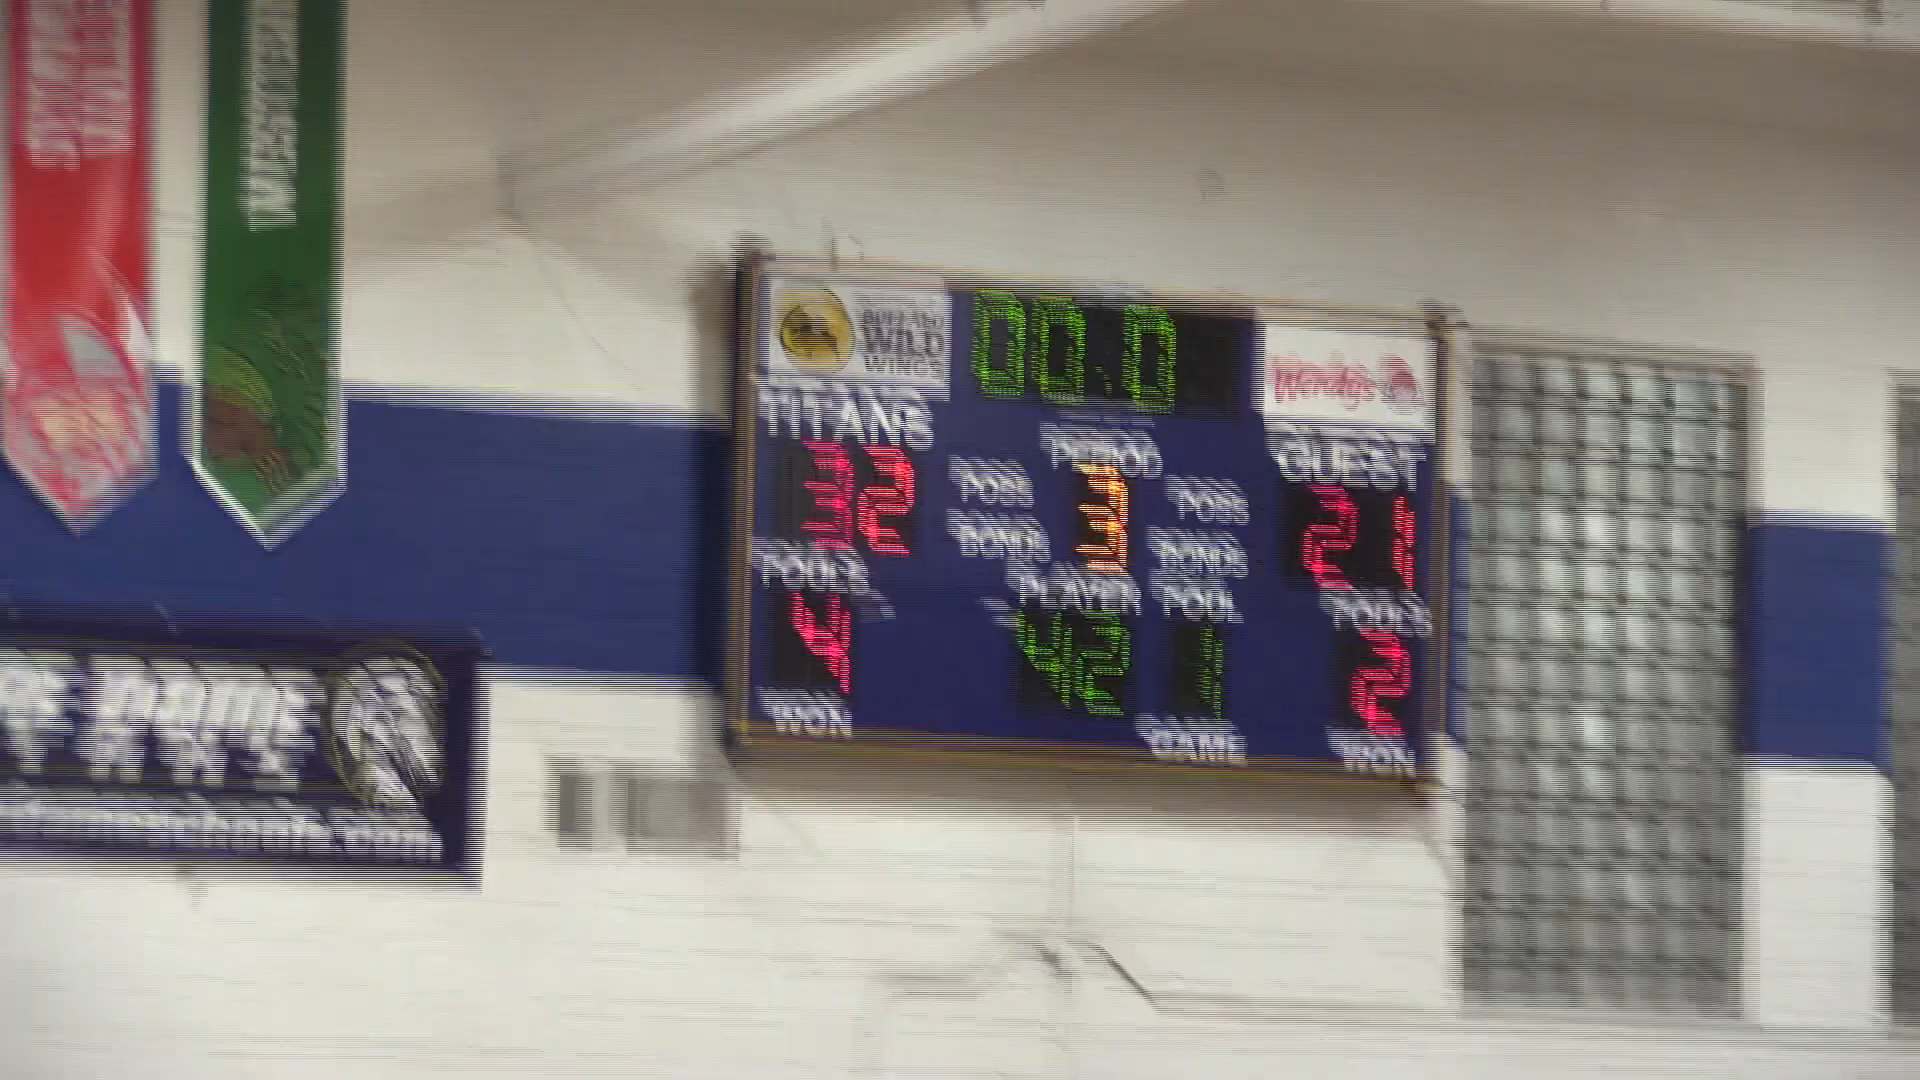 BUFFALO
WILD
WINGS
00.0
Wendy's
TITANS
PERIOD
GUEST
32
POSS
3
POSS
21
BONUS
BONUS
FOULS
PLAYER
FOUL
FOULS
4
42
1
2
WON
GAME
WON